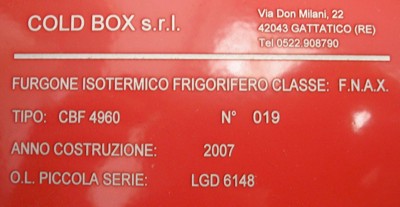 COLD BOX s.r.l.
Via Don Milani, 22
42043 GATTATICO (RE)
Tel.0522.908790
FURGONE ISOTERMICO FRIGORIFERO CLASSE: F.N.A.X.
TIPO: CBF 4960 N° 019
ANNO COSTRUZIONE: 2007
O.L. PICCOLA SERIE: LGD 6148